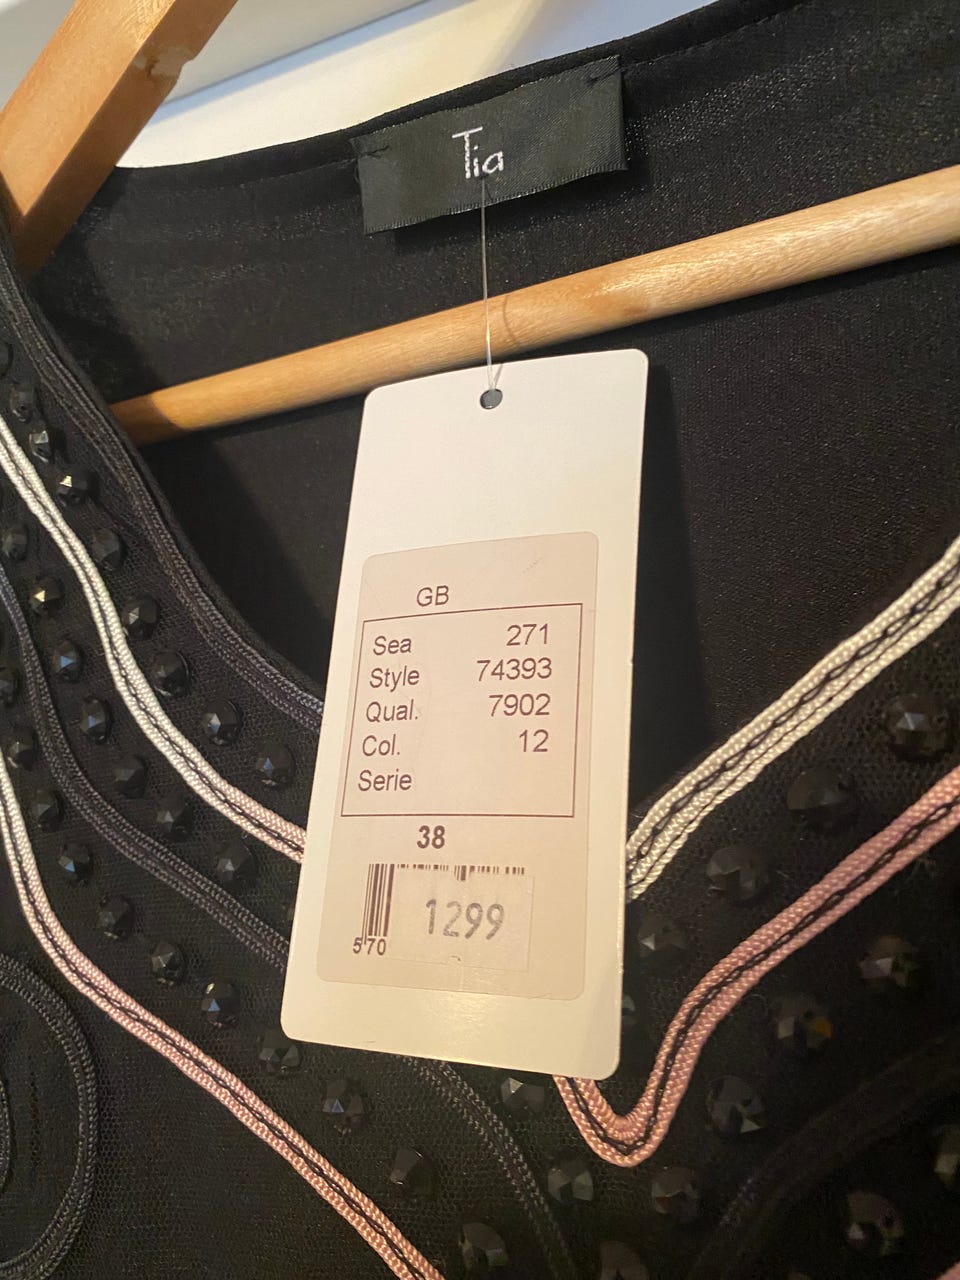 Tia
GB
Sea 271
Style 74393
Qual. 7902
Col. 12
Serie
38
1299
570